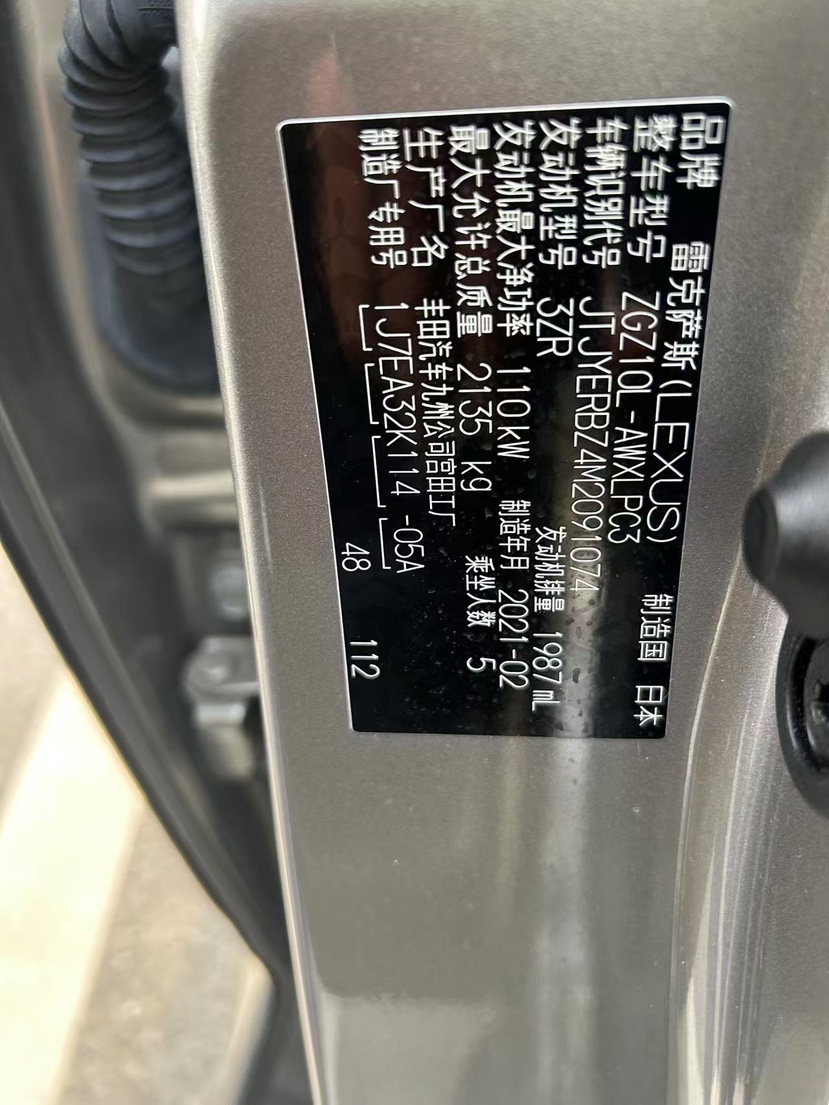 品牌 雷克萨斯(LEXUS) 制造国 日本
整车型号 ZGZ10L-AWXLPC3
车辆识别代号 JTJYERBZ4M2091074
发动机型号 3ZR 发动机排量 1987 mL
发动机最大净功率 110 kW 制造年月 2021-02
最大允许总质量 2135 kg 乘坐人数 5
生产厂名 丰田汽车九州公司宫田工厂
制造厂专用号 1J7EA32K114 -05A
48 112